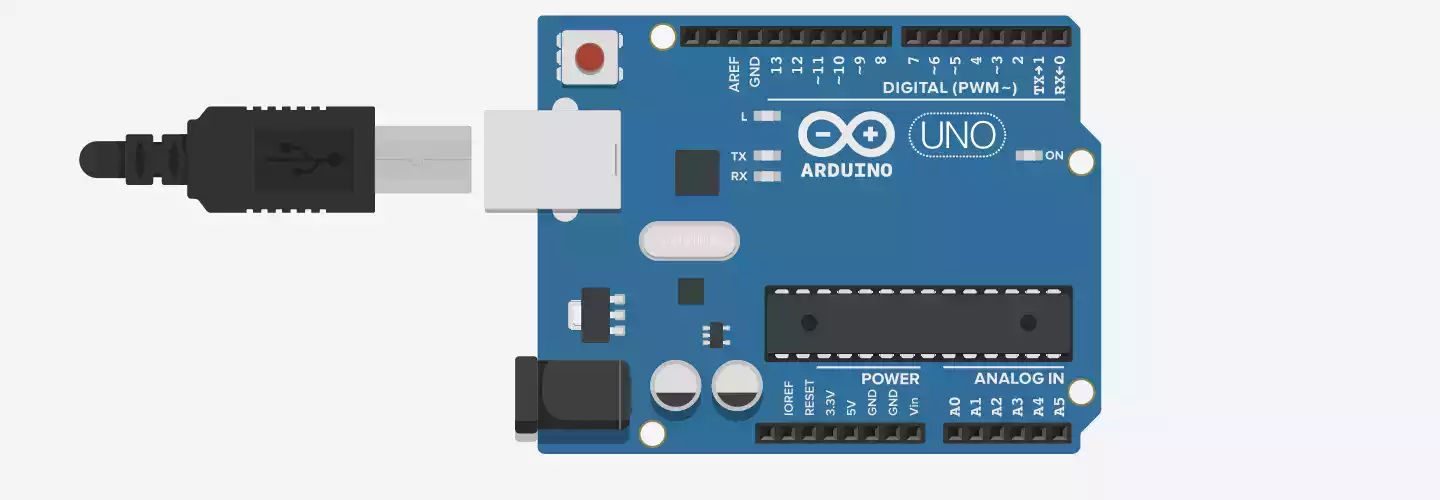 AREF
GND
13
12
~11
~10
~9
8
7
~6
~5
4
~3
2
TX→1
RX←0
DIGITAL (PWM~)
L
TX
RX
ARDUINO
UNO
ON
POWER
ANALOG IN
IOREF
RESET
3.3V
5V
GND
GND
Vin
A0
A1
A2
A3
A4
A5